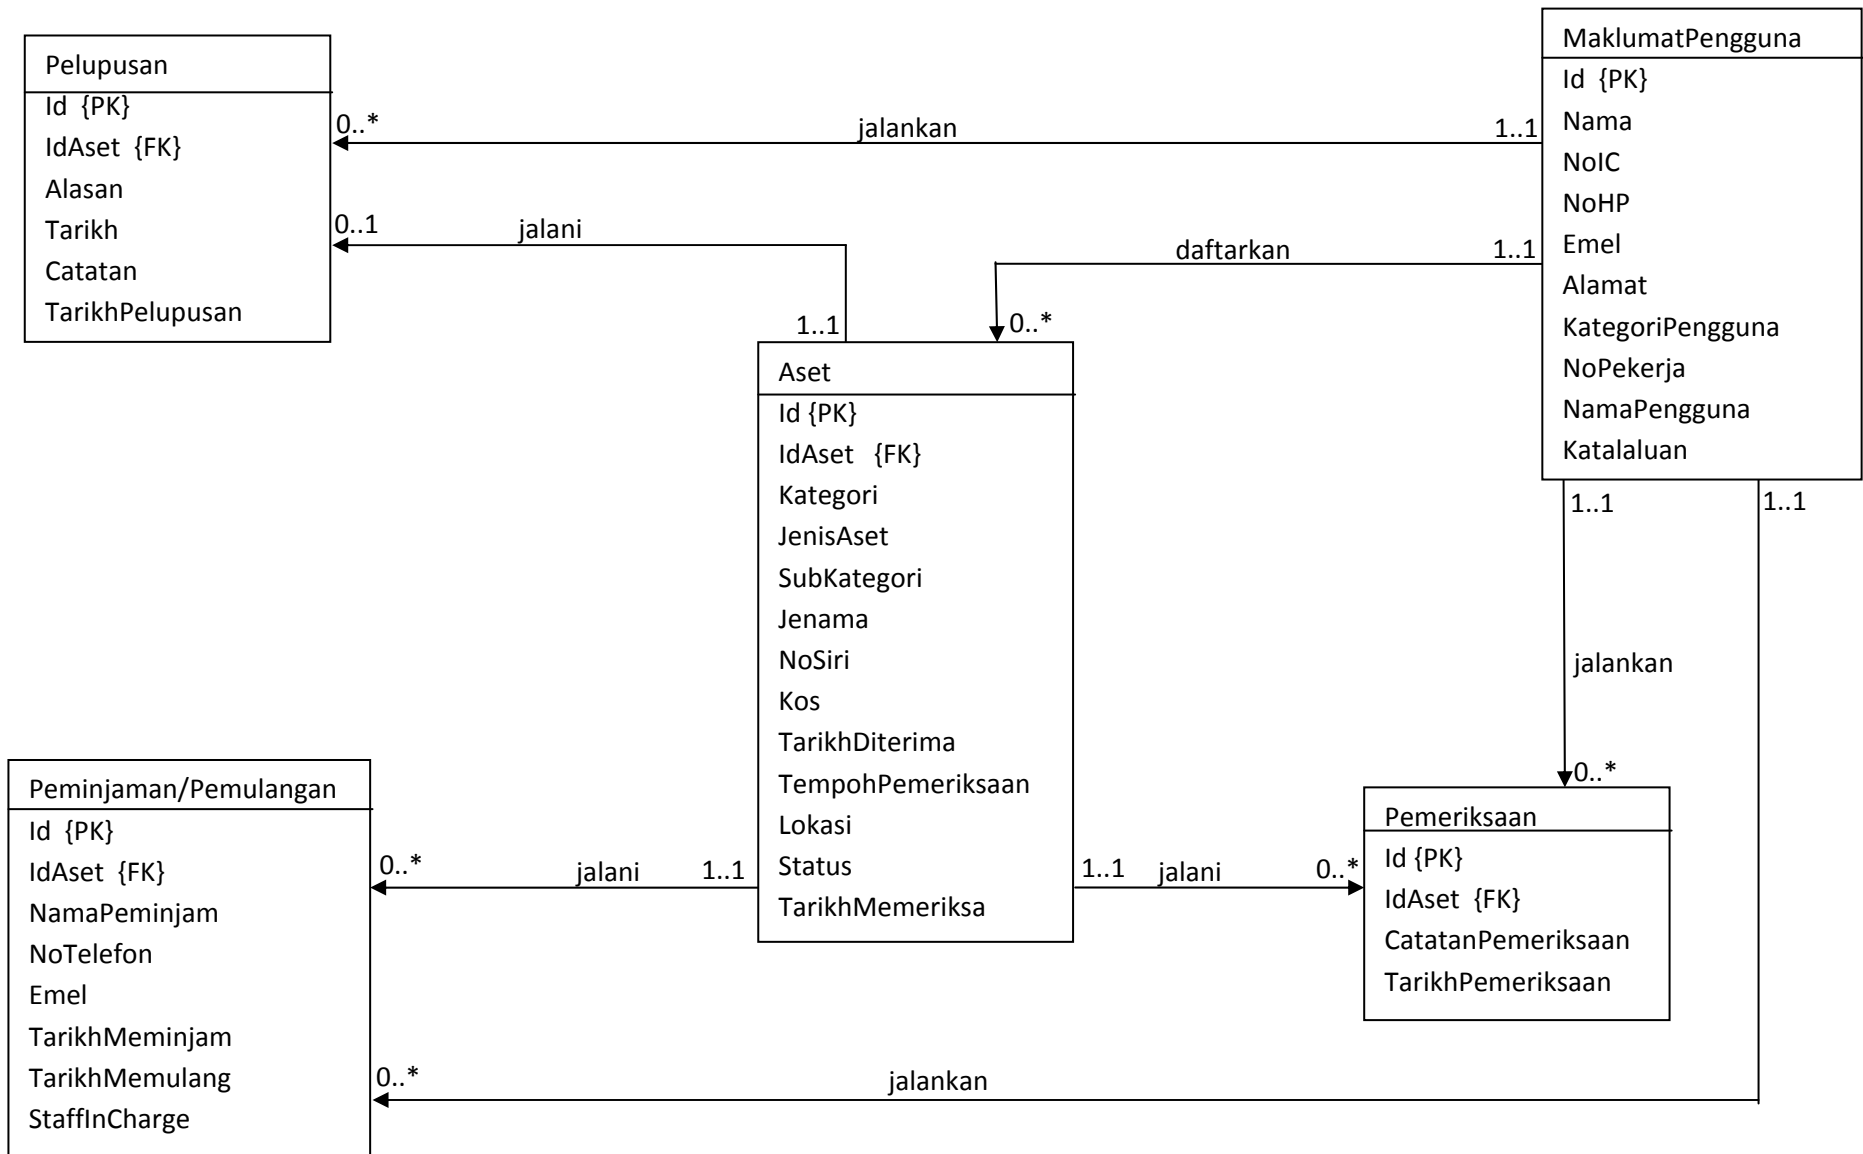 Pelupusan
Id {PK}
IdAset {FK}
Alasan
Tarikh
Catatan
TarikhPelupusan
MaklumatPengguna
Id {PK}
Nama
NoIC
NoHP
Emel
Alamat
KategoriPengguna
NoPekerja
NamaPengguna
Katalaluan
0..*
jalankan
1..1
0..1
jalani
1..1
daftarkan
1..1
0..*
Aset
Id {PK}
IdAset {FK}
Kategori
JenisAset
SubKategori
Jenama
NoSiri
Kos
TarikhDiterima
TempohPemeriksaan
Lokasi
Status
TarikhMemeriksa
1..1
1..1
jalankan
0..*
Peminjaman/Pemulangan
Id {PK}
IdAset {FK}
NamaPeminjam
NoTelefon
Emel
TarikhMeminjam
TarikhMemulang
StaffInCharge
0..*
jalani
1..1
1..1
jalani
0..*
Pemeriksaan
Id {PK}
IdAset {FK}
CatatanPemeriksaan
TarikhPemeriksaan
0..*
jalankan